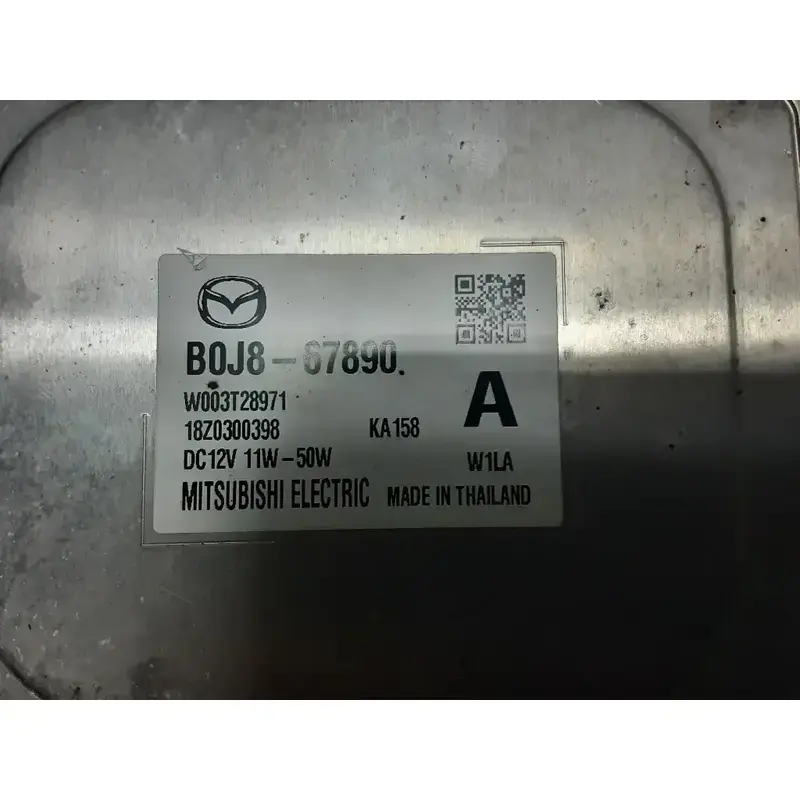 B0J8-67890.
W003T28971
A
18Z0300398 KA158
DC12V 11W-50W W1LA
MITSUBISHI ELECTRIC MADE IN THAILAND